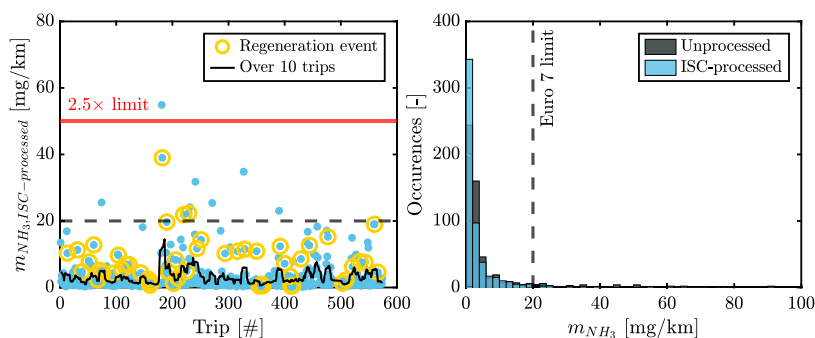 80
60
40
20
0
m_{NH_3,ISC-processed} [mg/km]
Regeneration event
Over 10 trips
2.5× limit
0 100 200 300 400 500 600
Trip [#]
400
300
200
100
0
Occurences [-]
Unprocessed
ISC-processed
Euro 7 limit
0 20 40 60 80 100
m_{NH_3} [mg/km]